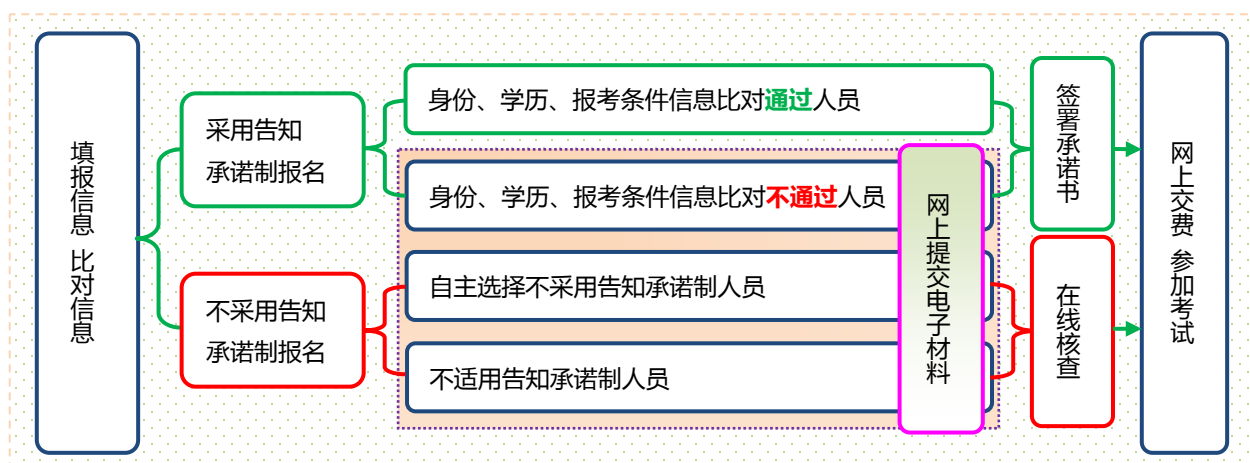 填报信息 比对信息
采用告知
承诺制报名
不采用告知
承诺制报名
身份、学历、报考条件信息比对通过人员
身份、学历、报考条件信息比对不通过人员
自主选择不采用告知承诺制人员
不适用告知承诺制人员
网上提交电子材料
签署承诺书
在线核查
网上交费 参加考试